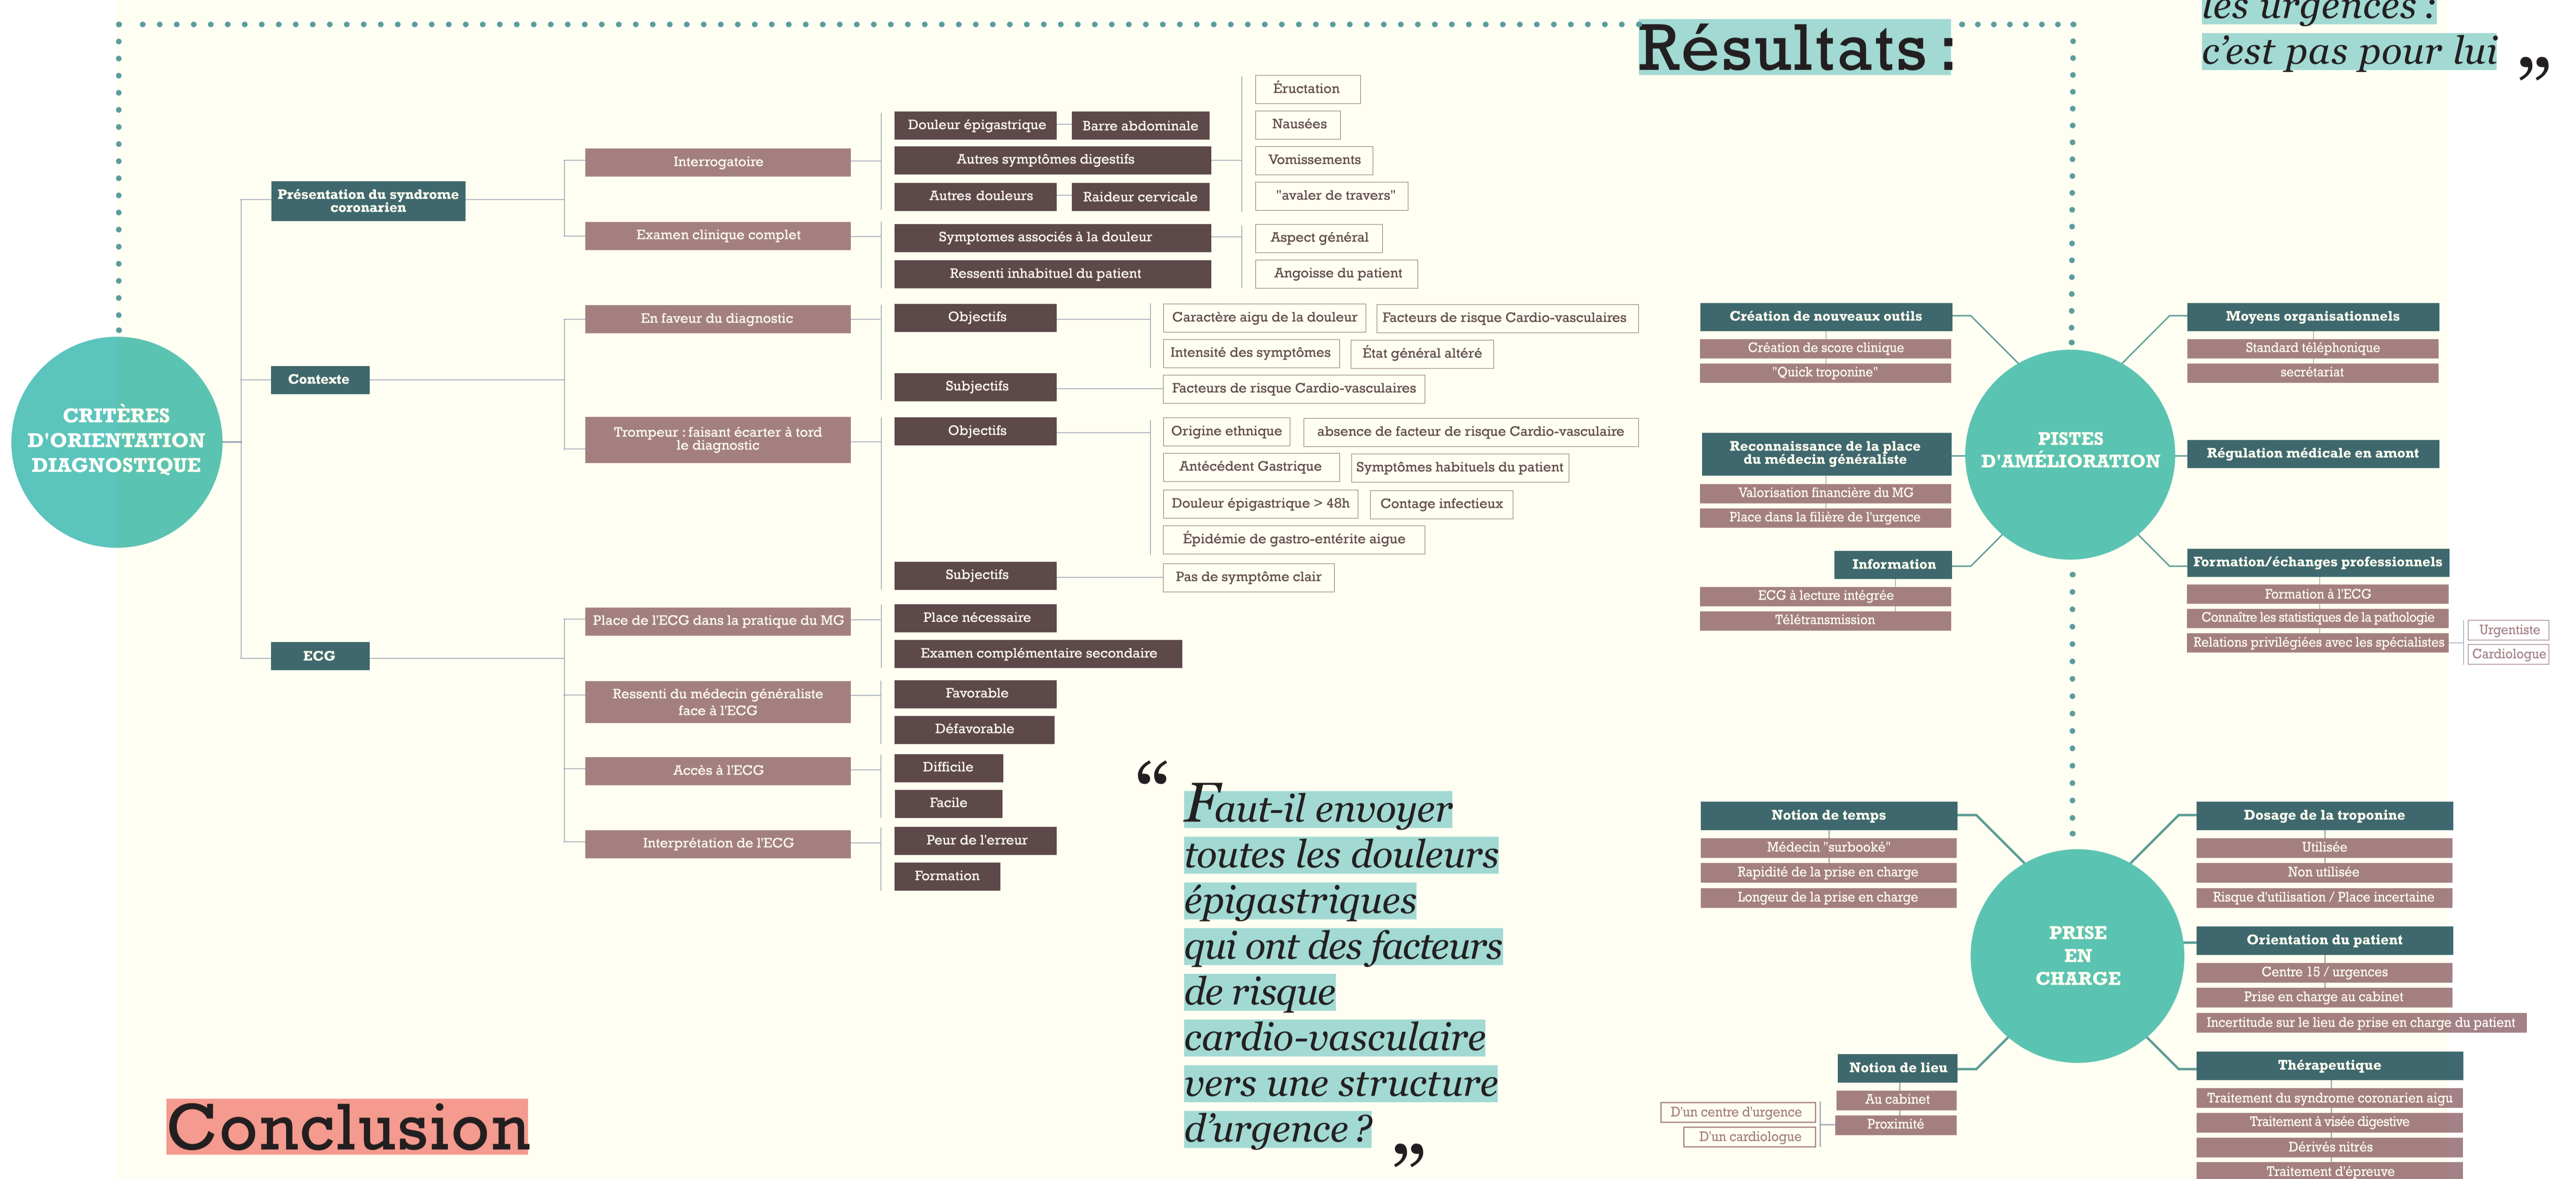 les urgences :
c’est pas pour lui ”
Résultats :
CRITÈRES
D'ORIENTATION
DIAGNOSTIQUE
Présentation du syndrome
coronarien
Interrogatoire
Douleur épigastrique
Barre abdominale
Autres symptômes digestifs
Éructation
Nausées
Vomissements
"avaler de travers"
Autres douleurs
Raideur cervicale
Examen clinique complet
Symptomes associés à la douleur
Aspect général
Angoisse du patient
Ressenti inhabituel du patient
Contexte
En faveur du diagnostic
Objectifs
Caractère aigu de la douleur
Facteurs de risque Cardio-vasculaires
Intensité des symptômes
État général altéré
Subjectifs
Facteurs de risque Cardio-vasculaires
Trompeur : faisant écarter à tord
le diagnostic
Objectifs
Origine ethnique
absence de facteur de risque Cardio-vasculaire
Antécédent Gastrique
Symptômes habituels du patient
Douleur épigastrique > 48h
Contage infectieux
Épidémie de gastro-entérite aigue
Subjectifs
Pas de symptôme clair
ECG
Place de l'ECG dans la pratique du MG
Place nécessaire
Examen complémentaire secondaire
Ressenti du médecin généraliste
face à l'ECG
Favorable
Défavorable
Accès à l'ECG
Difficile
Facile
Interprétation de l'ECG
Peur de l'erreur
Formation
“ Faut-il envoyer
toutes les douleurs
épigastriques
qui ont des facteurs
de risque
cardio-vasculaire
vers une structure
d’urgence ? ”
PISTES
D'AMÉLIORATION
Création de nouveaux outils
Création de score clinique
"Quick troponine"
Reconnaissance de la place
du médecin généraliste
Valorisation financière du MG
Place dans la filière de l'urgence
Information
ECG à lecture intégrée
Télétransmission
Moyens organisationnels
Standard téléphonique
secrétariat
Régulation médicale en amont
Formation/échanges professionnels
Formation à l'ECG
Connaître les statistiques de la pathologie
Relations privilégiées avec les spécialistes
Urgentiste
Cardiologue
PRISE
EN
CHARGE
Notion de temps
Médecin "surbooké"
Rapidité de la prise en charge
Longeur de la prise en charge
Notion de lieu
Au cabinet
Proximité
D'un centre d'urgence
D'un cardiologue
Dosage de la troponine
Utilisée
Non utilisée
Risque d'utilisation / Place incertaine
Orientation du patient
Centre 15 / urgences
Prise en charge au cabinet
Incertitude sur le lieu de prise en charge du patient
Thérapeutique
Traitement du syndrome coronarien aigu
Traitement à visée digestive
Dérivés nitrés
Traitement d'épreuve
Conclusion